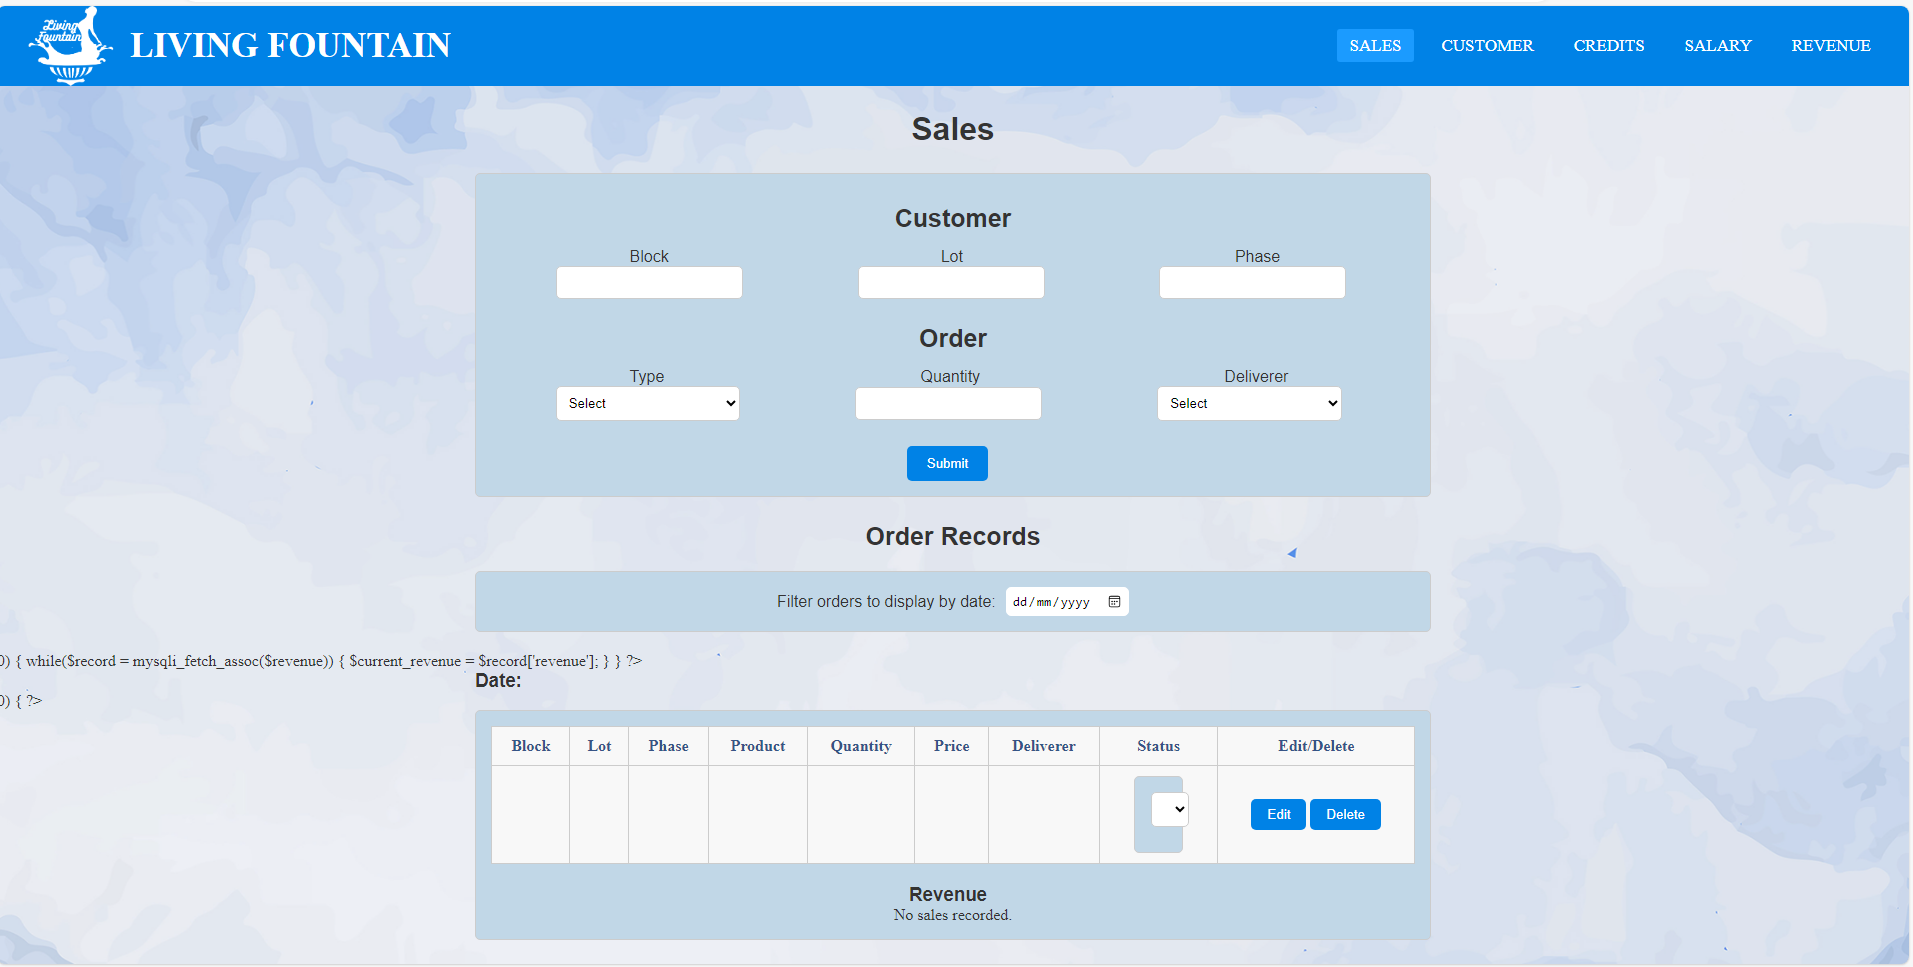 Living
Fountain
LIVING FOUNTAIN
SALES CUSTOMER CREDITS SALARY REVENUE
Sales
Customer
Block Lot Phase
Order
Type Quantity Deliverer
Select Select
Submit
Order Records
Filter orders to display by date: dd/mm/yyyy
0) { while($record = mysqli_fetch_assoc($revenue)) { $current_revenue = $record['revenue']; } } ?>
Date:
0) { ?>
Block Lot Phase Product Quantity Price Deliverer Status Edit/Delete
Edit Delete
Revenue
No sales recorded.